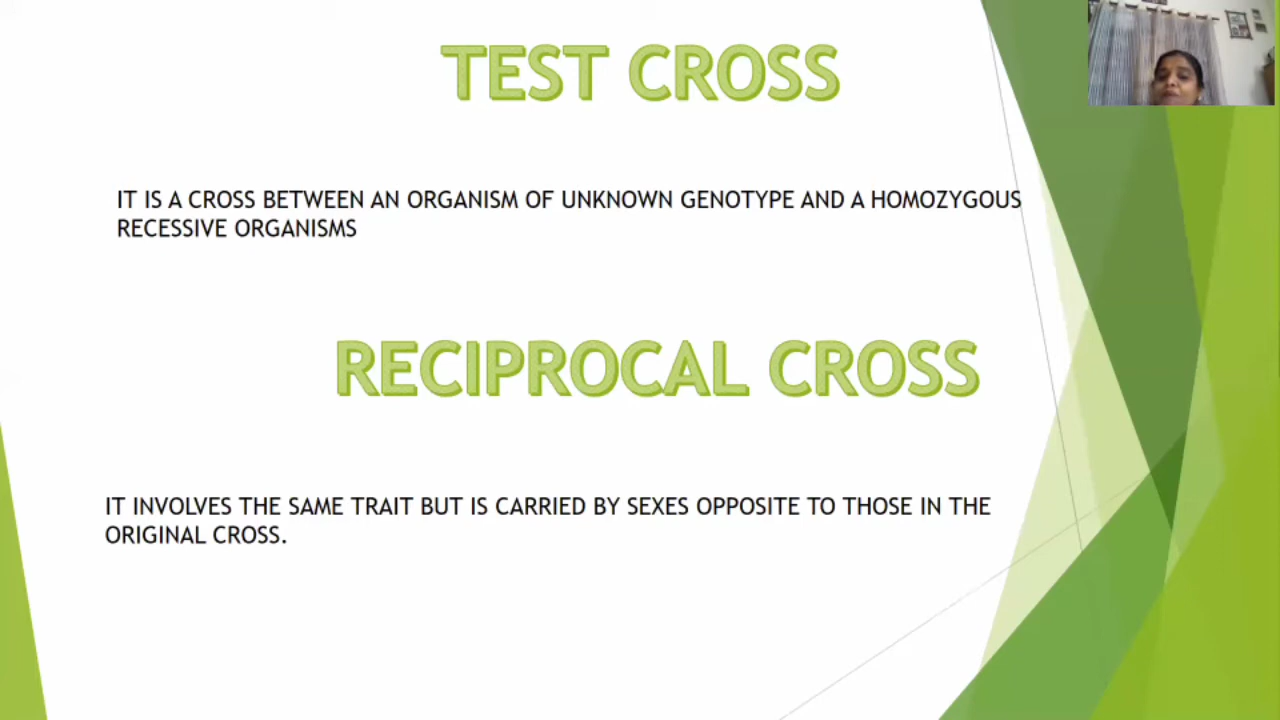 TEST CROSS
IT IS A CROSS BETWEEN AN ORGANISM OF UNKNOWN GENOTYPE AND A HOMOZYGOUS
RECESSIVE ORGANISMS
RECIPROCAL CROSS
IT INVOLVES THE SAME TRAIT BUT IS CARRIED BY SEXES OPPOSITE TO THOSE IN THE
ORIGINAL CROSS.